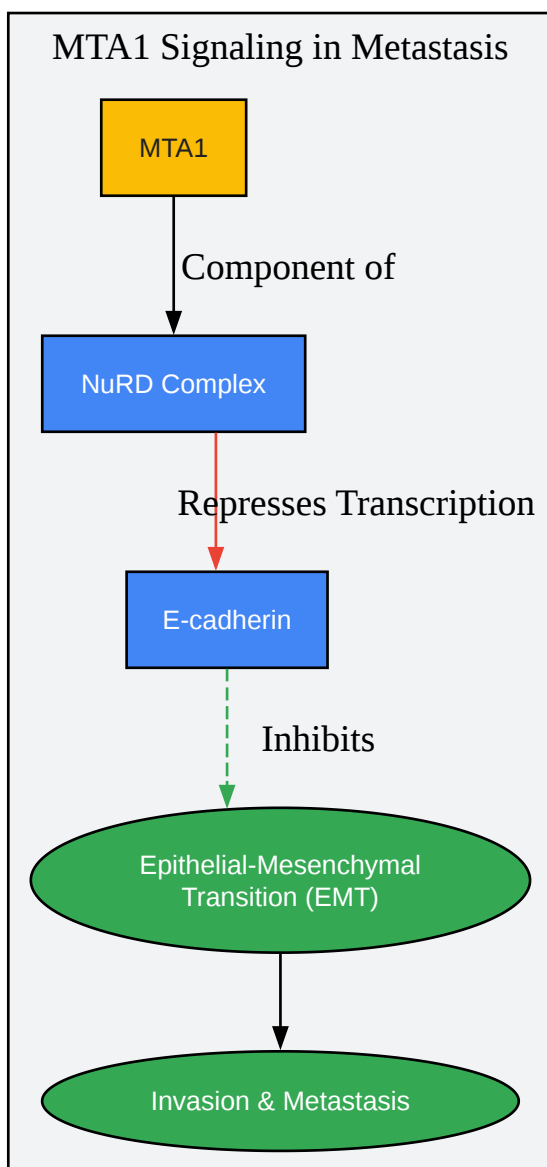 MTA1 Signaling in Metastasis
MTA1
Component of
NuRD Complex
Represses Transcription
E-cadherin
Inhibits
Epithelial-Mesenchymal
Transition (EMT)
Invasion & Metastasis